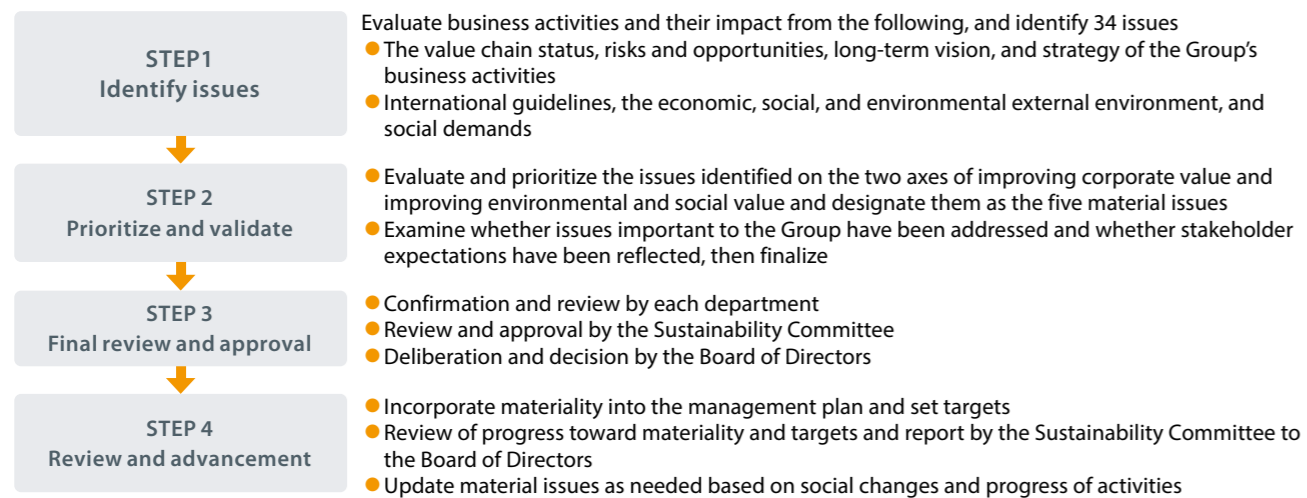 STEP1
Identify issues
Evaluate business activities and their impact from the following, and identify 34 issues
● The value chain status, risks and opportunities, long-term vision, and strategy of the Group's
business activities
● International guidelines, the economic, social, and environmental external environment, and
social demands
STEP 2
Prioritize and validate
● Evaluate and prioritize the issues identified on the two axes of improving corporate value and
improving environmental and social value and designate them as the five material issues
● Examine whether issues important to the Group have been addressed and whether stakeholder
expectations have been reflected, then finalize
STEP 3
Final review and approval
● Confirmation and review by each department
● Review and approval by the Sustainability Committee
● Deliberation and decision by the Board of Directors
STEP 4
Review and advancement
● Incorporate materiality into the management plan and set targets
● Review of progress toward materiality and targets and report by the Sustainability Committee to
the Board of Directors
● Update material issues as needed based on social changes and progress of activities